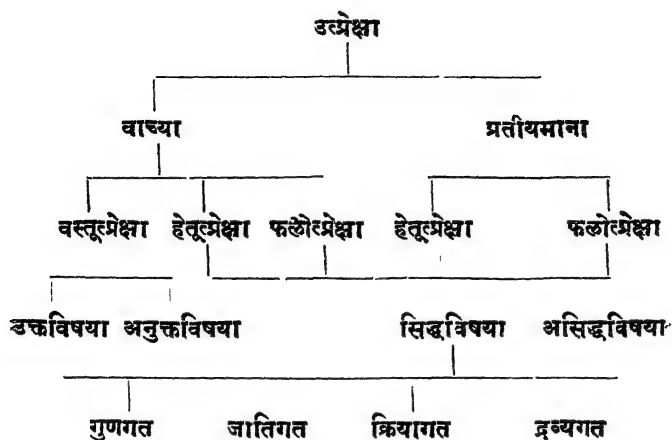 उत्प्रेक्षा
वाच्या प्रतीयमाना
वस्तूत्प्रेक्षा हेतूत्प्रेक्षा फलोत्प्रेक्षा हेतूत्प्रेक्षा फलोत्प्रेक्षा
उक्तविषया अनुक्तविषया सिद्धविषया असिद्धविषया
गुणगत जातिगत क्रियागत द्रव्यगत